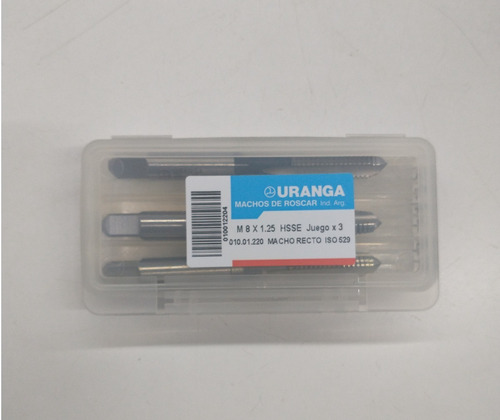 URANGA
MACHOS DE ROSCAR Ind. Arg.
M 8 X 1.25 HSSE Juego x 3
010.01.220 MACHO RECTO ISO 529
010012204